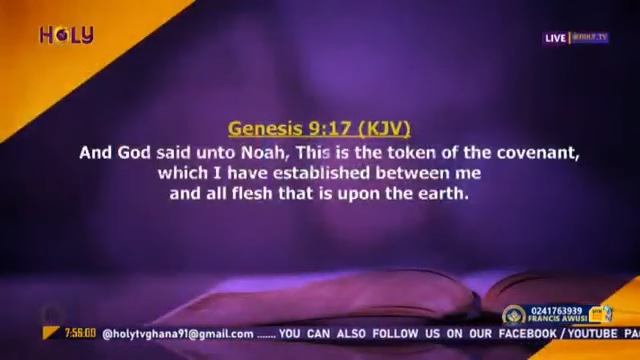 HOLY
LIVE
Genesis 9:17 (KJV)
And God said unto Noah, This is the token of the covenant,
which I have established between me
and all flesh that is upon the earth.
0241763939
FRANCIS AWUSI
7:56:00 @holytvghana91@gmail.com ....... YOU CAN ALSO FOLLOW US ON OUR FACEBOOK / YOUTUBE PA